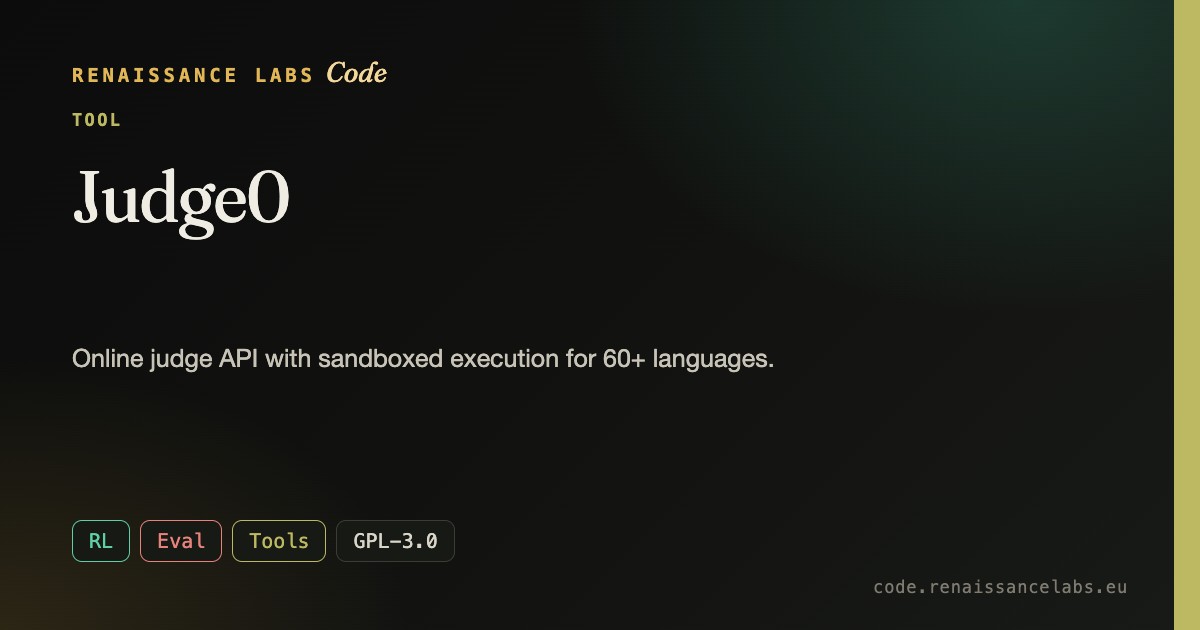 RENAISSANCE LABS Code
TOOL
Judge0
Online judge API with sandboxed execution for 60+ languages.
RL Eval Tools GPL-3.0
code.renaissancelabs.eu